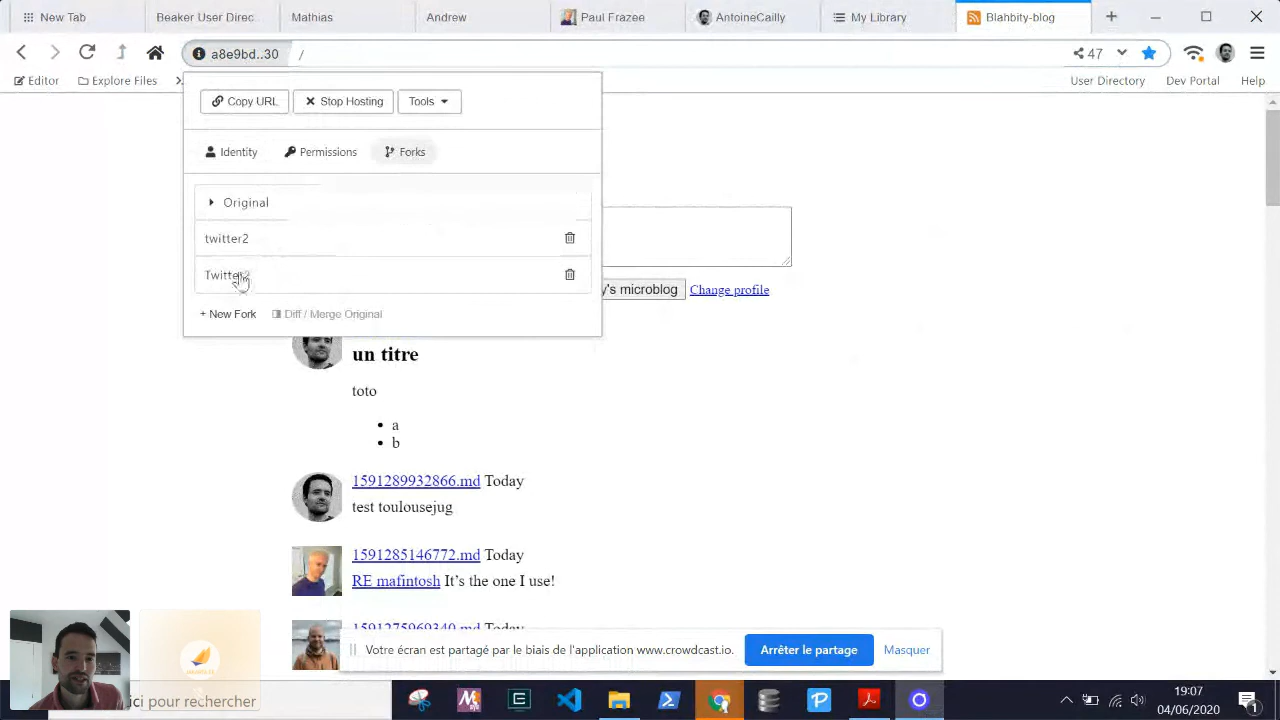 New Tab
Beaker User Direc
Mathias
Andrew
Paul Frazee
AntoineCailly
My Library
Blahbity-blog
a8e9bd..30 /
47
Editor
Explore Files
User Directory
Dev Portal
Help
Copy URL
Stop Hosting
Tools
Identity
Permissions
Forks
Original
twitter2
+ New Fork
Diff / Merge Original
y's microblog
Change profile
un titre
toto
a
b
1591289932866.md Today
test toulousejug
1591285146772.md Today
RE mafintosh It's the one I use!
1591275969340.md Today
Votre écran est partagé par le biais de l'application www.crowdcast.io.
Arrêter le partage
Masquer
ici pour rechercher
19:07
04/06/2020